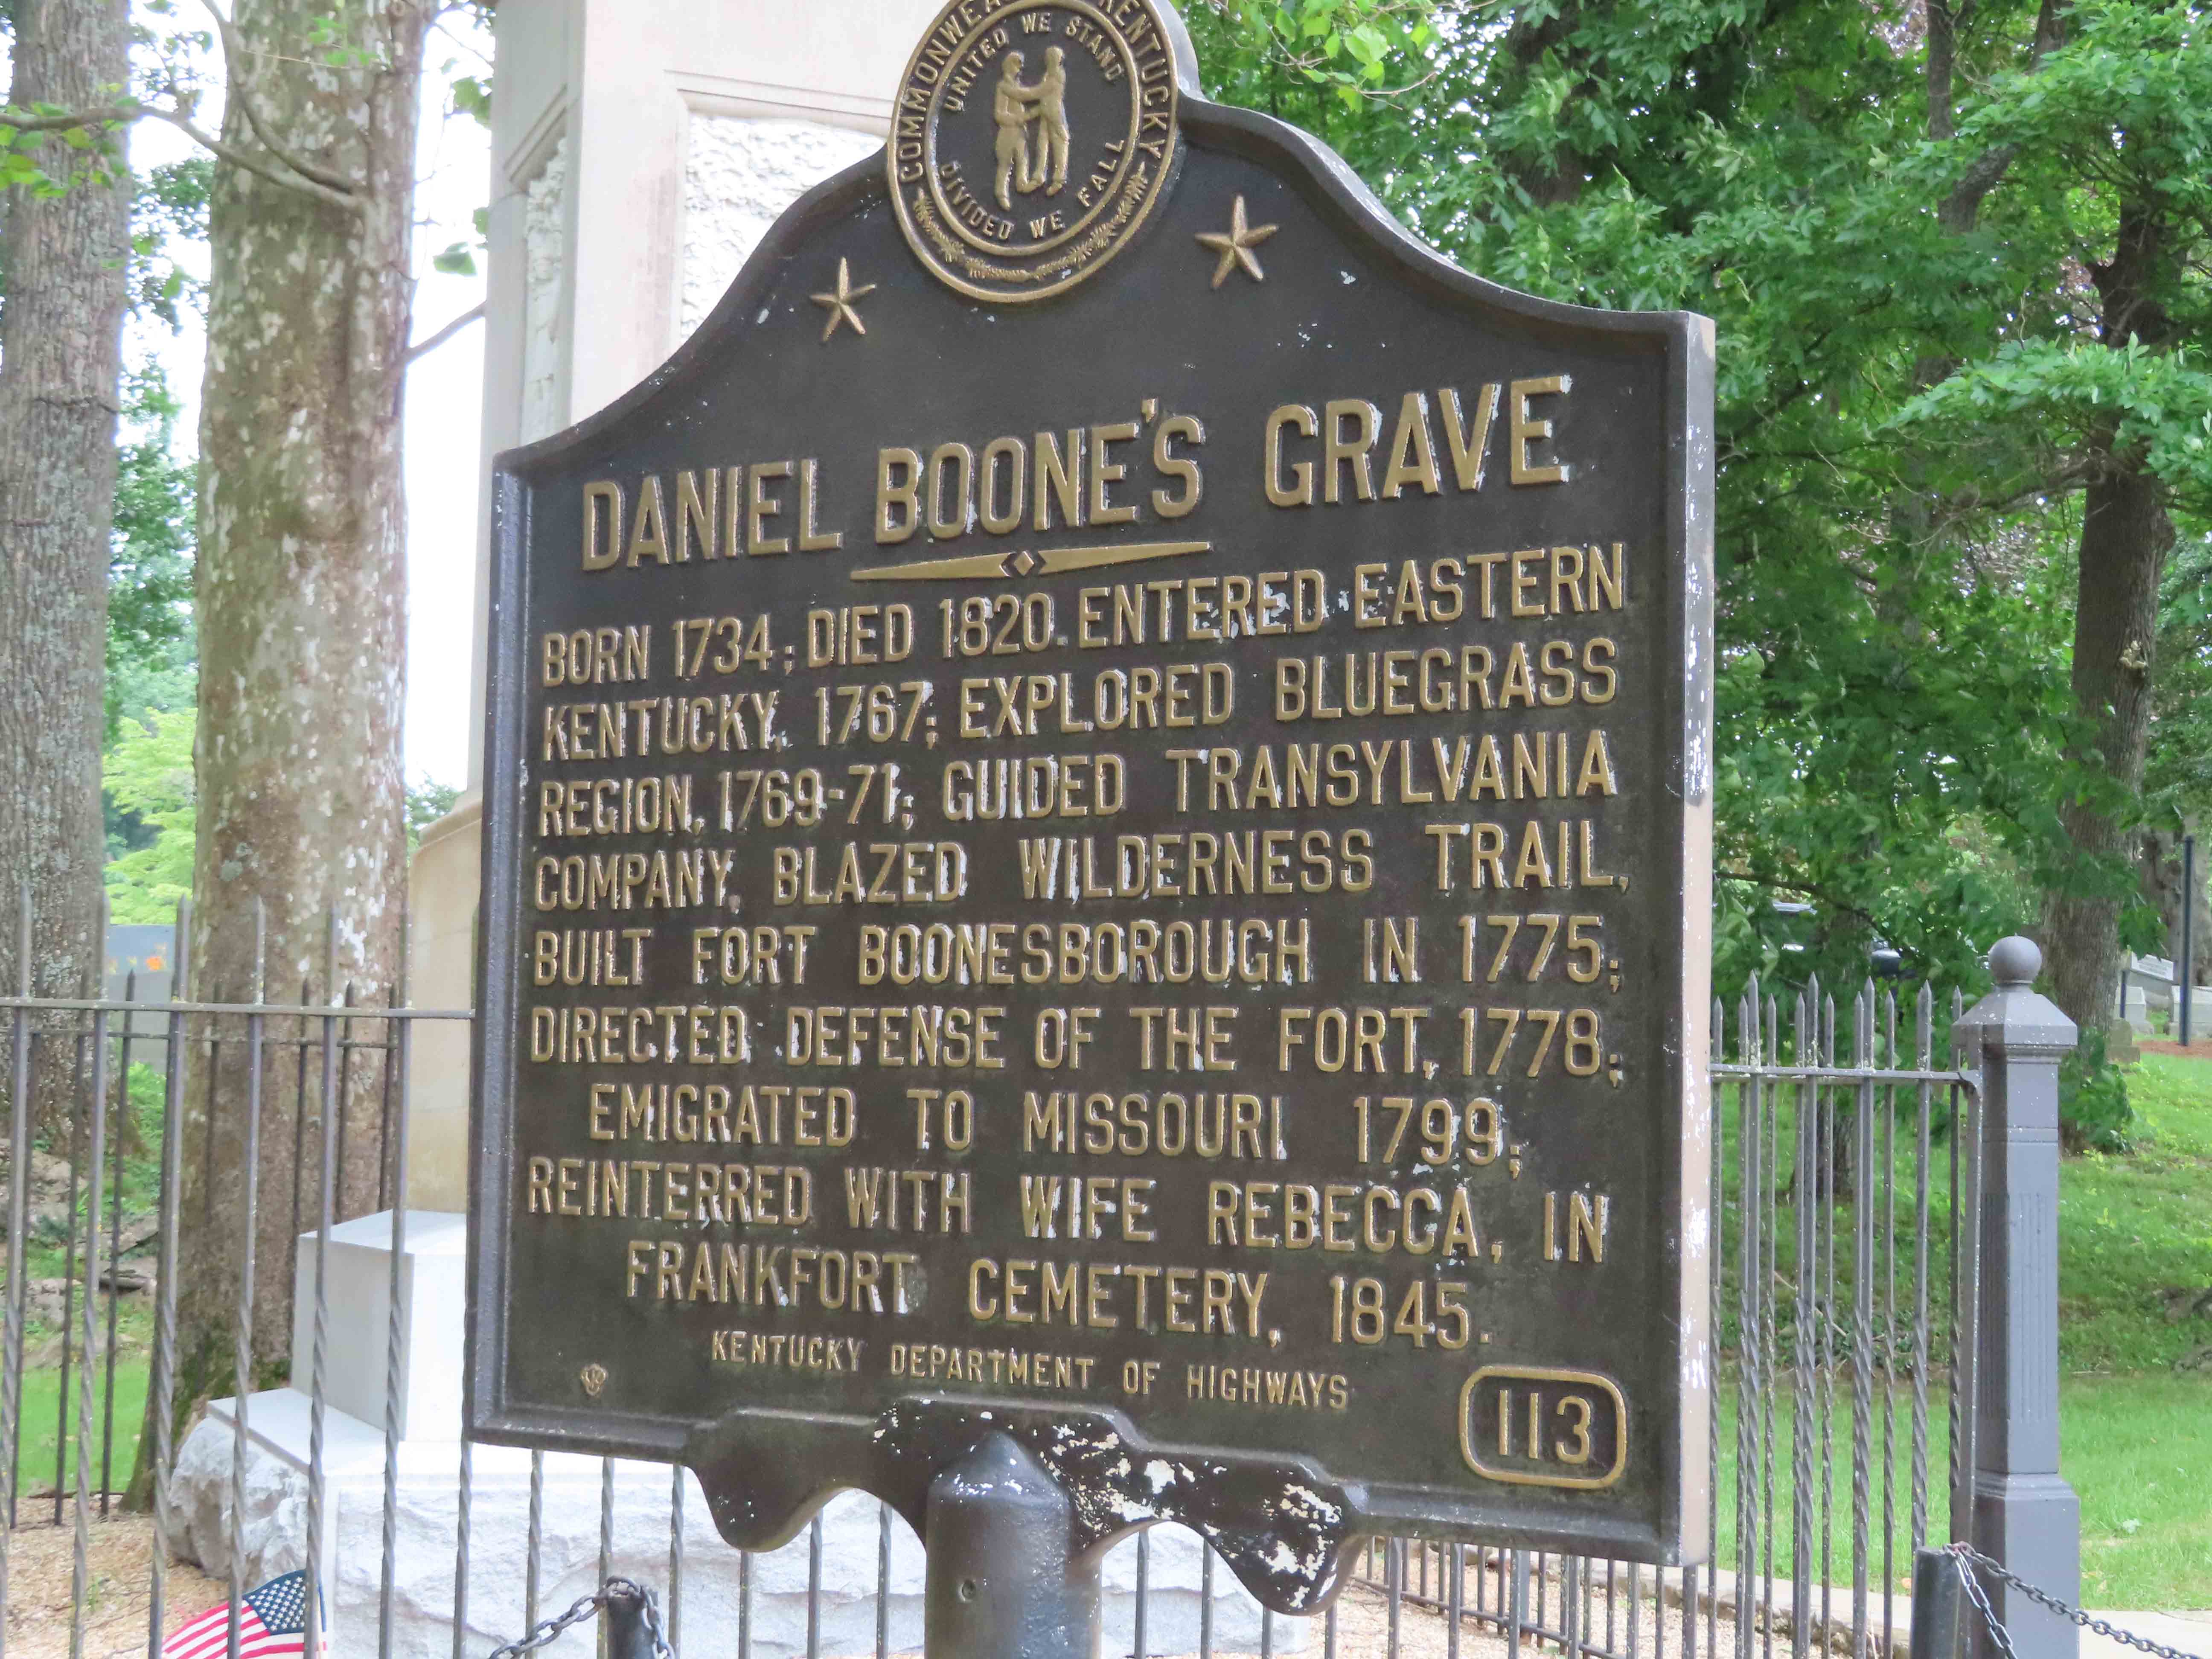 COMMONWEA KENTUCKY
UNITED WE STAND
DIVIDED WE FALL
DANIEL BOONE'S GRAVE
BORN 1734; DIED 1820. ENTERED EASTERN
KENTUCKY, 1767; EXPLORED BLUEGRASS
REGION, 1769-71; GUIDED TRANSYLVANIA
COMPANY, BLAZED WILDERNESS TRAIL,
BUILT FORT BOONESBOROUGH IN 1775;
DIRECTED DEFENSE OF THE FORT, 1778;
EMIGRATED TO MISSOURI 1799;
REINTERRED WITH WIFE REBECCA, IN
FRANKFORT CEMETERY, 1845.
KENTUCKY DEPARTMENT OF HIGHWAYS
113